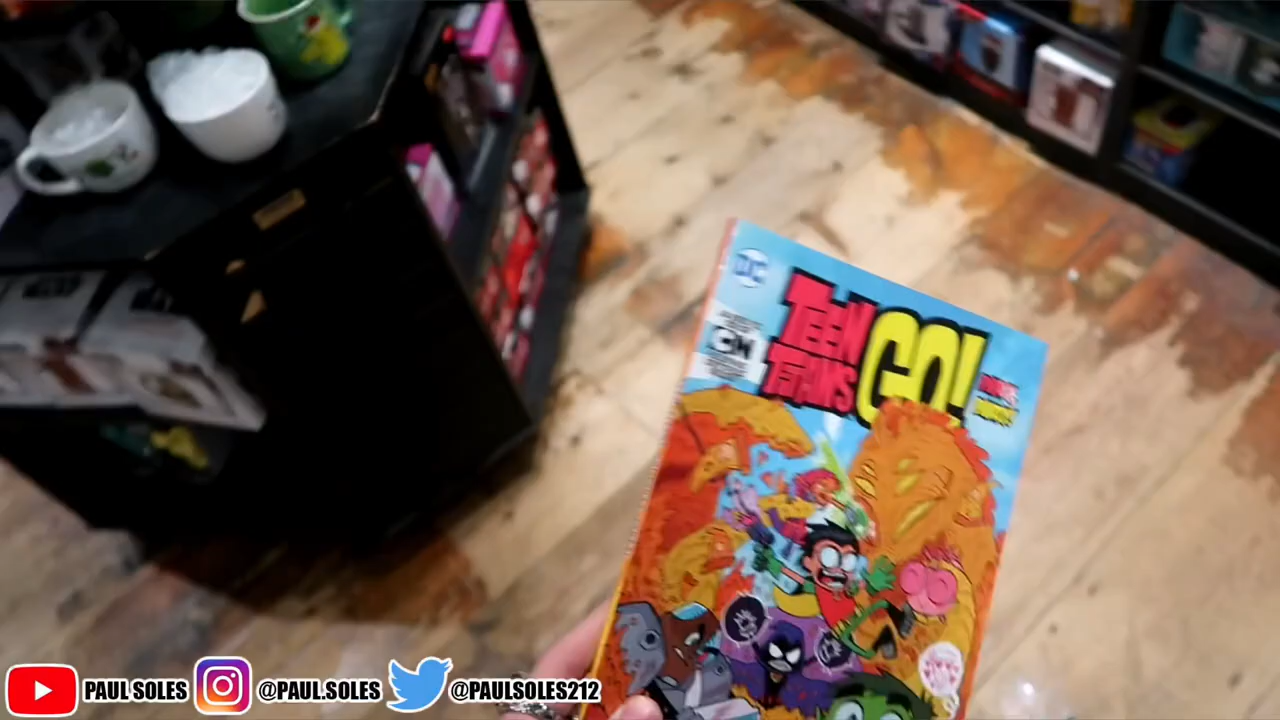 DC
TEEN
TITANS
GO!
CN
PAUL SOLES
@PAUL.SOLES
@PAULSOLES212